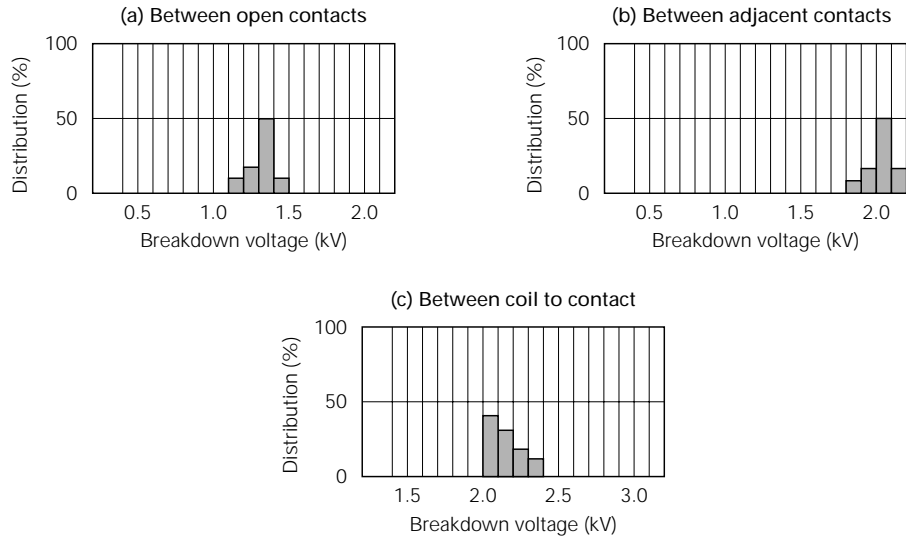 (a) Between open contacts
Distribution (%)
100
50
0
0.5 1.0 1.5 2.0
Breakdown voltage (kV)
(b) Between adjacent contacts
Distribution (%)
100
50
0
0.5 1.0 1.5 2.0
Breakdown voltage (kV)
(c) Between coil to contact
Distribution (%)
100
50
0
1.5 2.0 2.5 3.0
Breakdown voltage (kV)